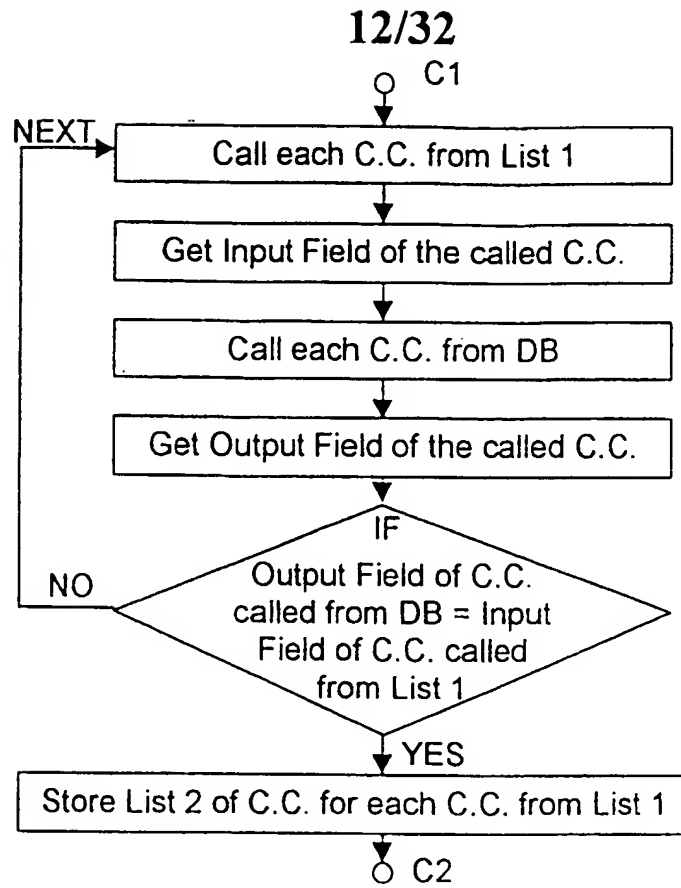 12/32
C1
NEXT
Call each C.C. from List 1
Get Input Field of the called C.C.
Call each C.C. from DB
Get Output Field of the called C.C.
IF
NO
Output Field of C.C.
called from DB = Input
Field of C.C. called
from List 1
YES
Store List 2 of C.C. for each C.C. from List 1
C2